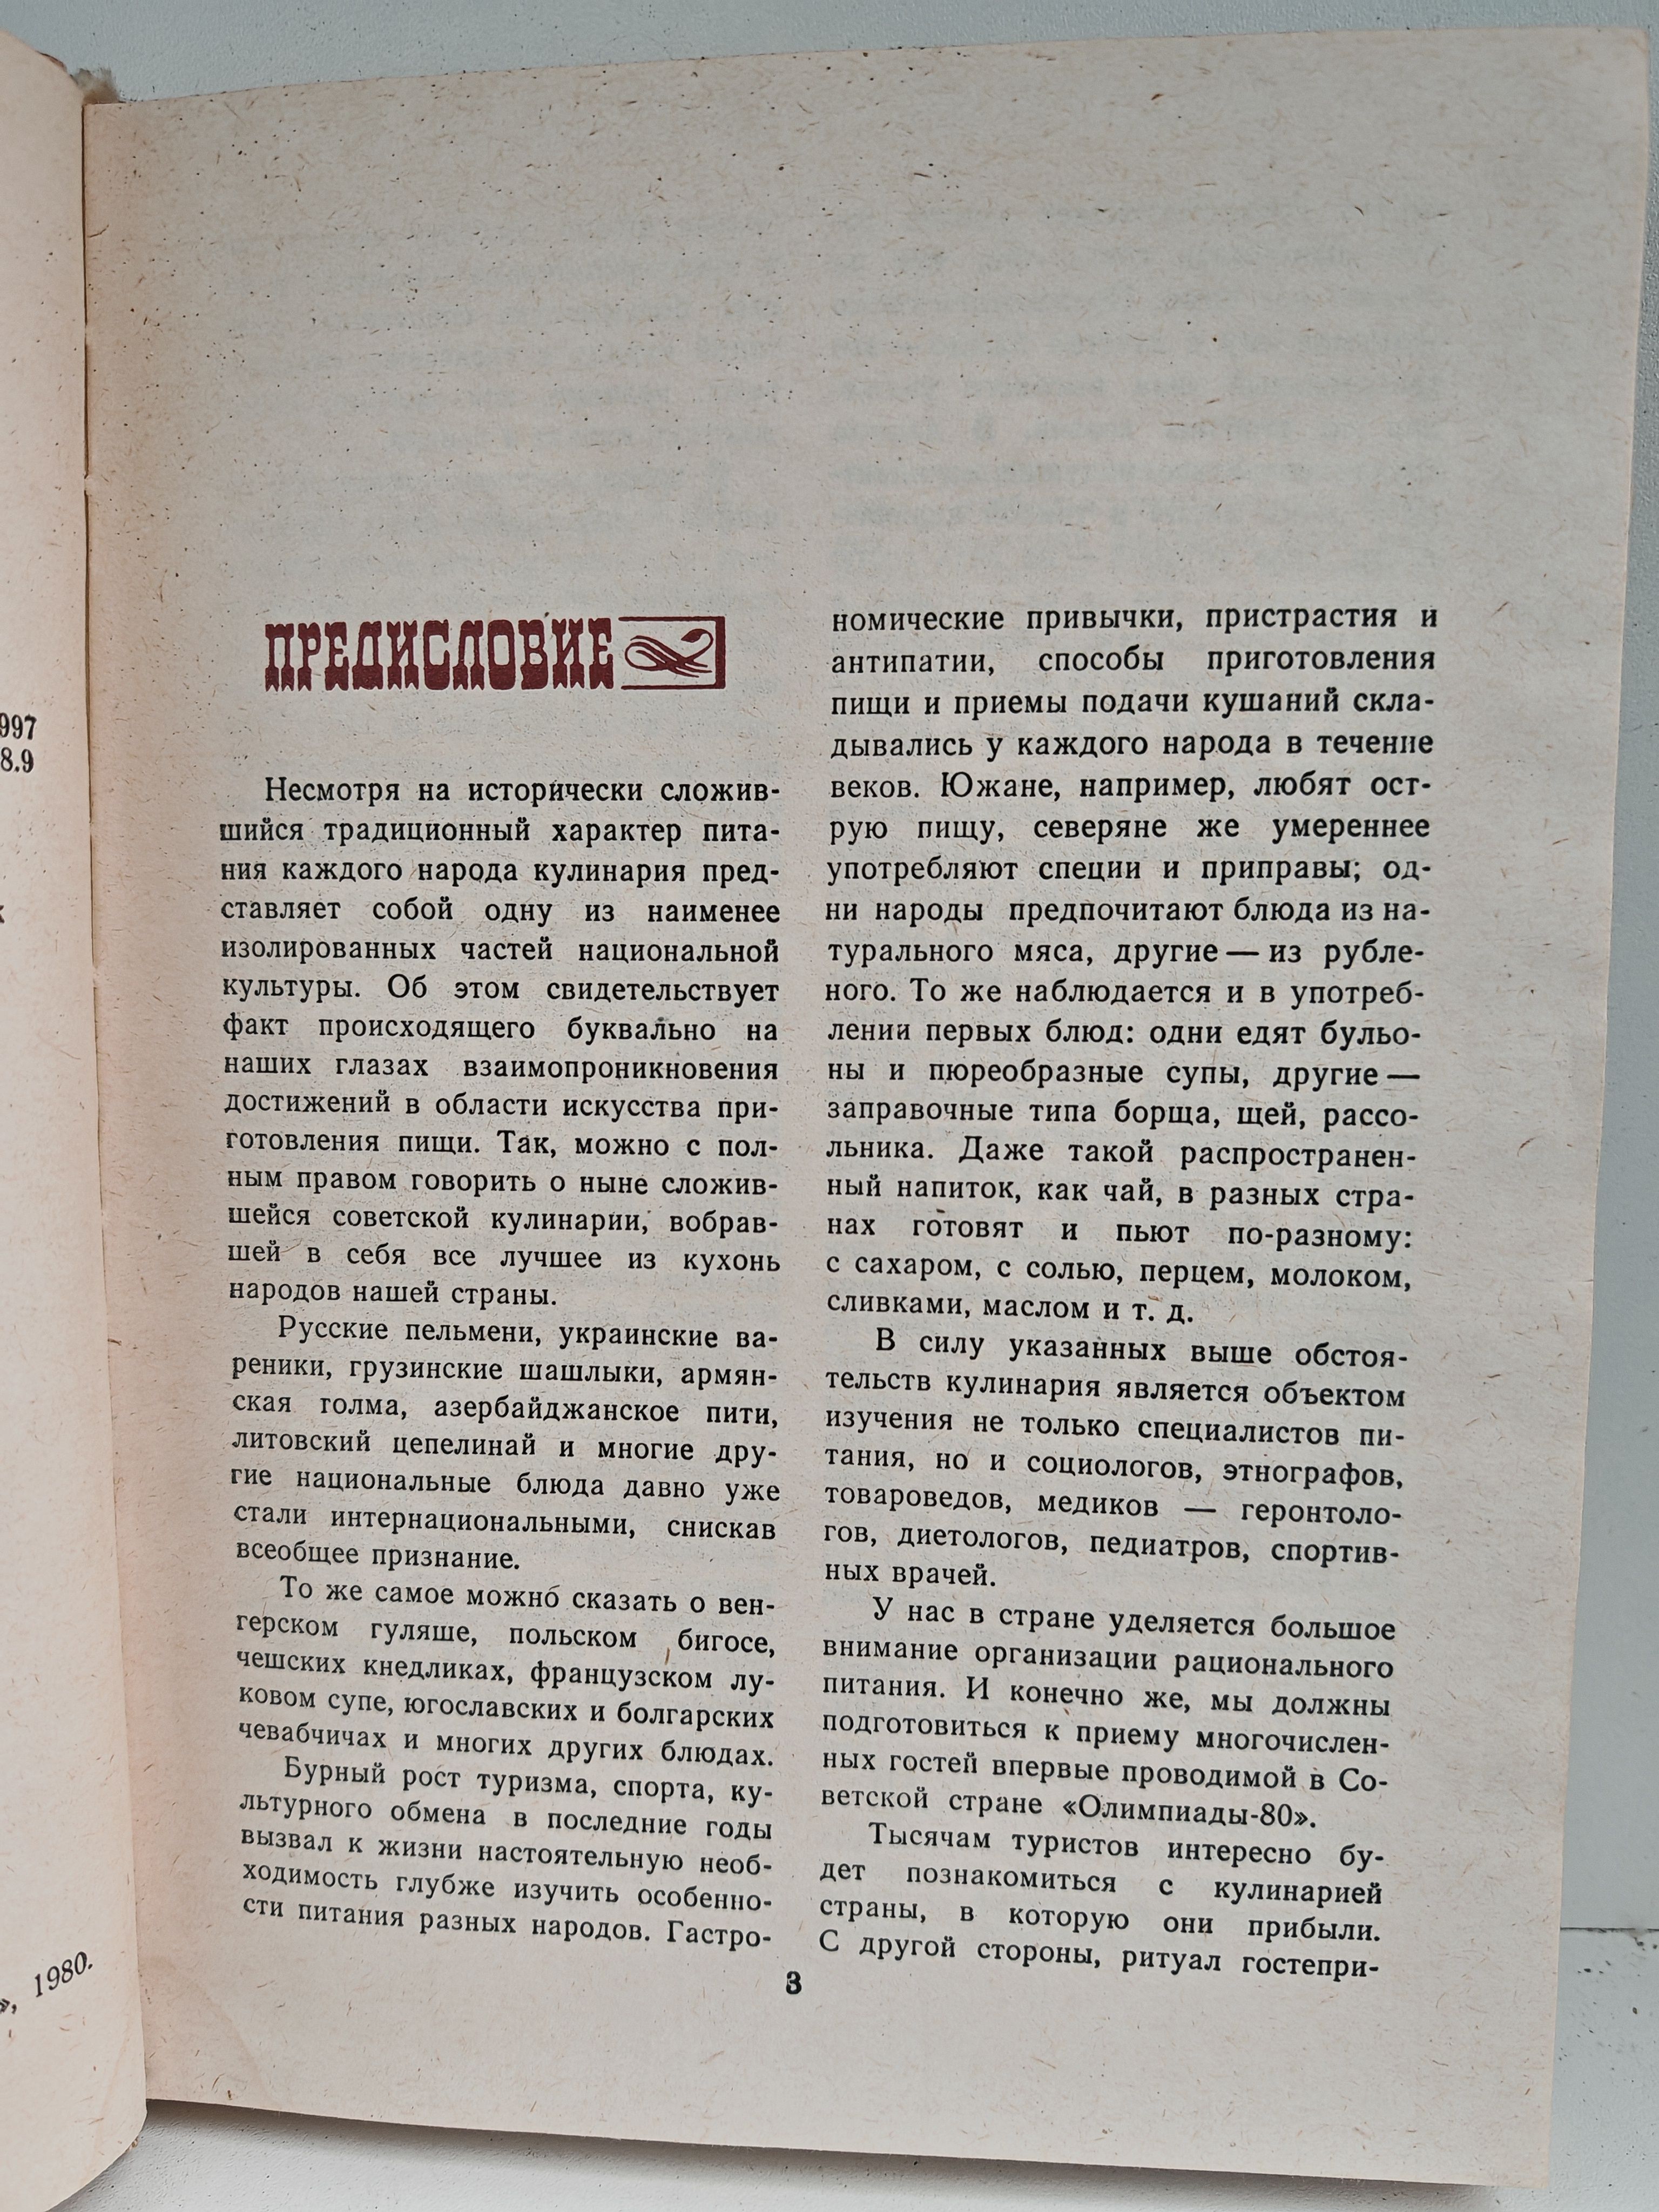 997
8.9
», 1980.
ПРЕДИСЛОВИЕ
Несмотря на исторически сложив-
шийся традиционный характер пита-
ния каждого народа кулинария пред-
ставляет собой одну из наименее
изолированных частей национальной
культуры. Об этом свидетельствует
факт происходящего буквально на
наших глазах взаимопроникновения
достижений в области искусства при-
готовления пищи. Так, можно с пол-
ным правом говорить о ныне сложив-
шейся советской кулинарии, вобрав-
шей в себя все лучшее из кухонь
народов нашей страны.
Русские пельмени, украинские ва-
реники, грузинские шашлыки, армян-
ская толма, азербайджанское пити,
литовский цепелинай и многие дру-
гие национальные блюда давно уже
стали интернациональными, снискав
всеобщее признание.
То же самое можно сказать о вен-
герском гуляше, польском бигосе,
чешских кнедликах, французском лу-
ковом супе, югославских и болгарских
чевабчичах и многих других блюдах.
Бурный рост туризма, спорта, ку-
льтурного обмена в последние годы
вызвал к жизни настоятельную необ-
ходимость глубже изучить особенно-
сти питания разных народов. Гастро-
номические привычки, пристрастия и
антипатии, способы приготовления
пищи и приемы подачи кушаний скла-
дывались у каждого народа в течение
веков. Южане, например, любят ост-
рую пищу, северяне же умереннее
употребляют специи и приправы; од-
ни народы предпочитают блюда из на-
турального мяса, другие — из рубле-
ного. То же наблюдается и в употреб-
лении первых блюд: одни едят бульо-
ны и пюреобразные супы, другие —
заправочные типа борща, щей, рассо-
льника. Даже такой распространен-
ный напиток, как чай, в разных стра-
нах готовят и пьют по-разному:
с сахаром, с солью, перцем, молоком,
сливками, маслом и т. д.
В силу указанных выше обстоя-
тельств кулинария является объектом
изучения не только специалистов пи-
тания, но и социологов, этнографов,
товароведов, медиков — геронтоло-
гов, диетологов, педиатров, спортив-
ных врачей.
У нас в стране уделяется большое
внимание организации рационального
питания. И конечно же, мы должны
подготовиться к приему многочислен-
ных гостей впервые проводимой в Со-
ветской стране «Олимпиады-80».
Тысячам туристов интересно бу-
дет познакомиться с кулинарией
страны, в которую они прибыли.
С другой стороны, ритуал гостепри-
3